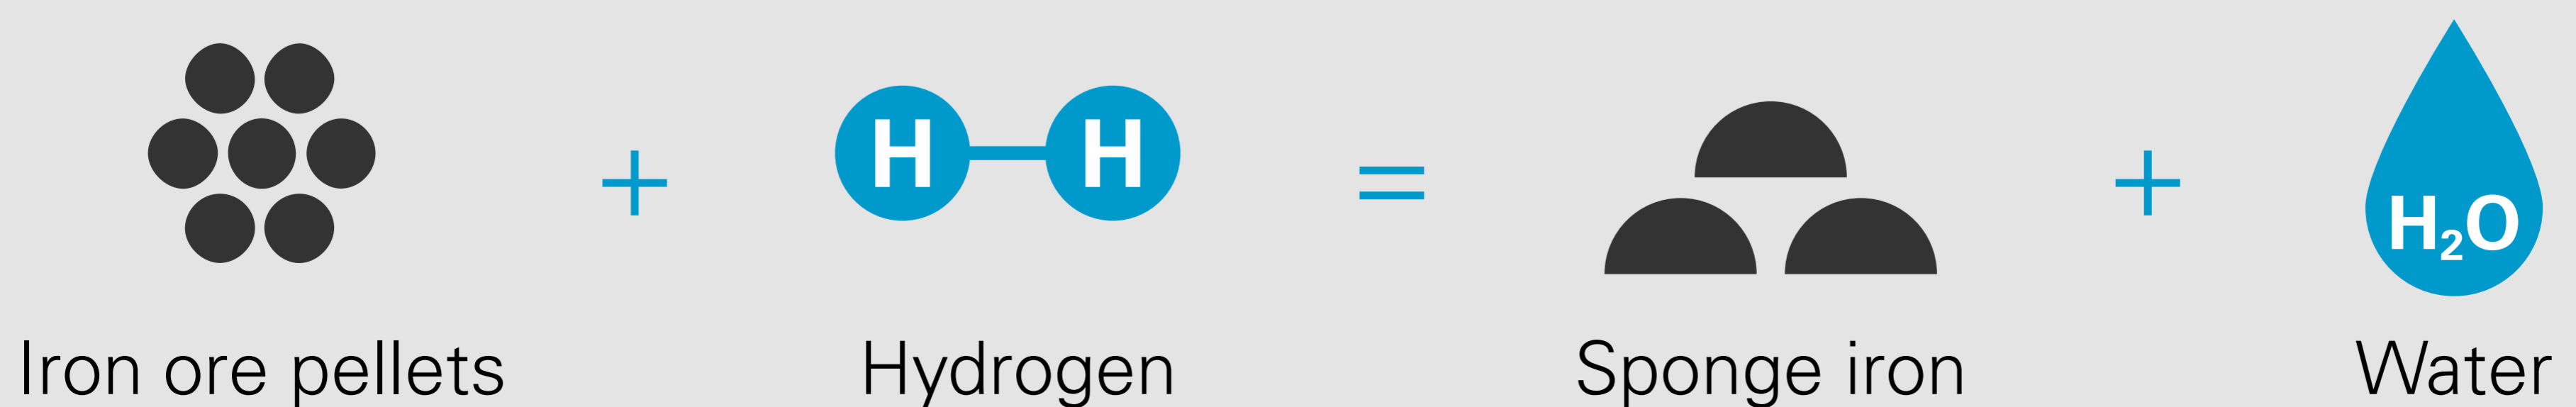 + H H = + H₂O
Iron ore pellets Hydrogen Sponge iron Water